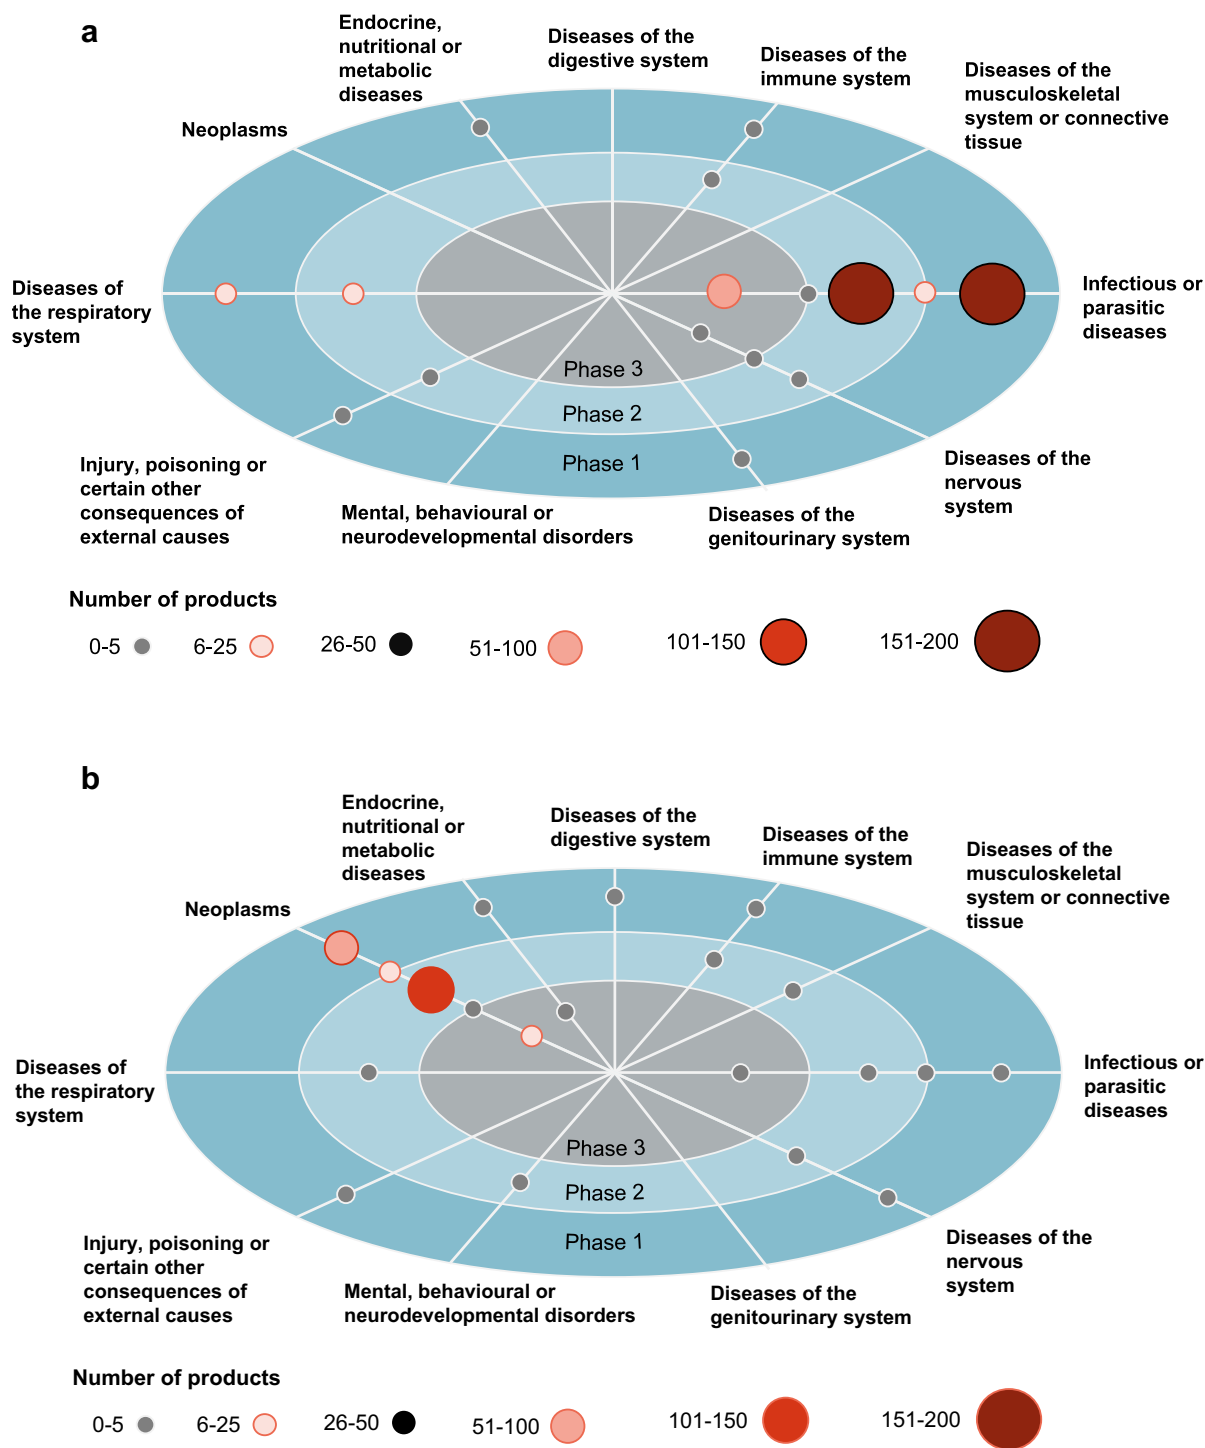 a
Endocrine,
nutritional or
metabolic
diseases
Diseases of the
digestive system
Diseases of the
immune system
Diseases of the
musculoskeletal
system or connective
tissue
Neoplasms
Diseases of
the respiratory
system
Infectious or
parasitic
diseases
Phase 3
Phase 2
Phase 1
Injury, poisoning or
certain other
consequences of
external causes
Mental, behavioural or
neurodevelopmental disorders
Diseases of the
genitourinary system
Diseases of the
nervous
system
Number of products
0-5
6-25
26-50
51-100
101-150
151-200
b
Endocrine,
nutritional or
metabolic
diseases
Diseases of the
digestive system
Diseases of the
immune system
Diseases of the
musculoskeletal
system or connective
tissue
Neoplasms
Diseases of
the respiratory
system
Infectious or
parasitic
diseases
Phase 3
Phase 2
Phase 1
Injury, poisoning or
certain other
consequences of
external causes
Mental, behavioural or
neurodevelopmental disorders
Diseases of the
genitourinary system
Diseases of the
nervous
system
Number of products
0-5
6-25
26-50
51-100
101-150
151-200